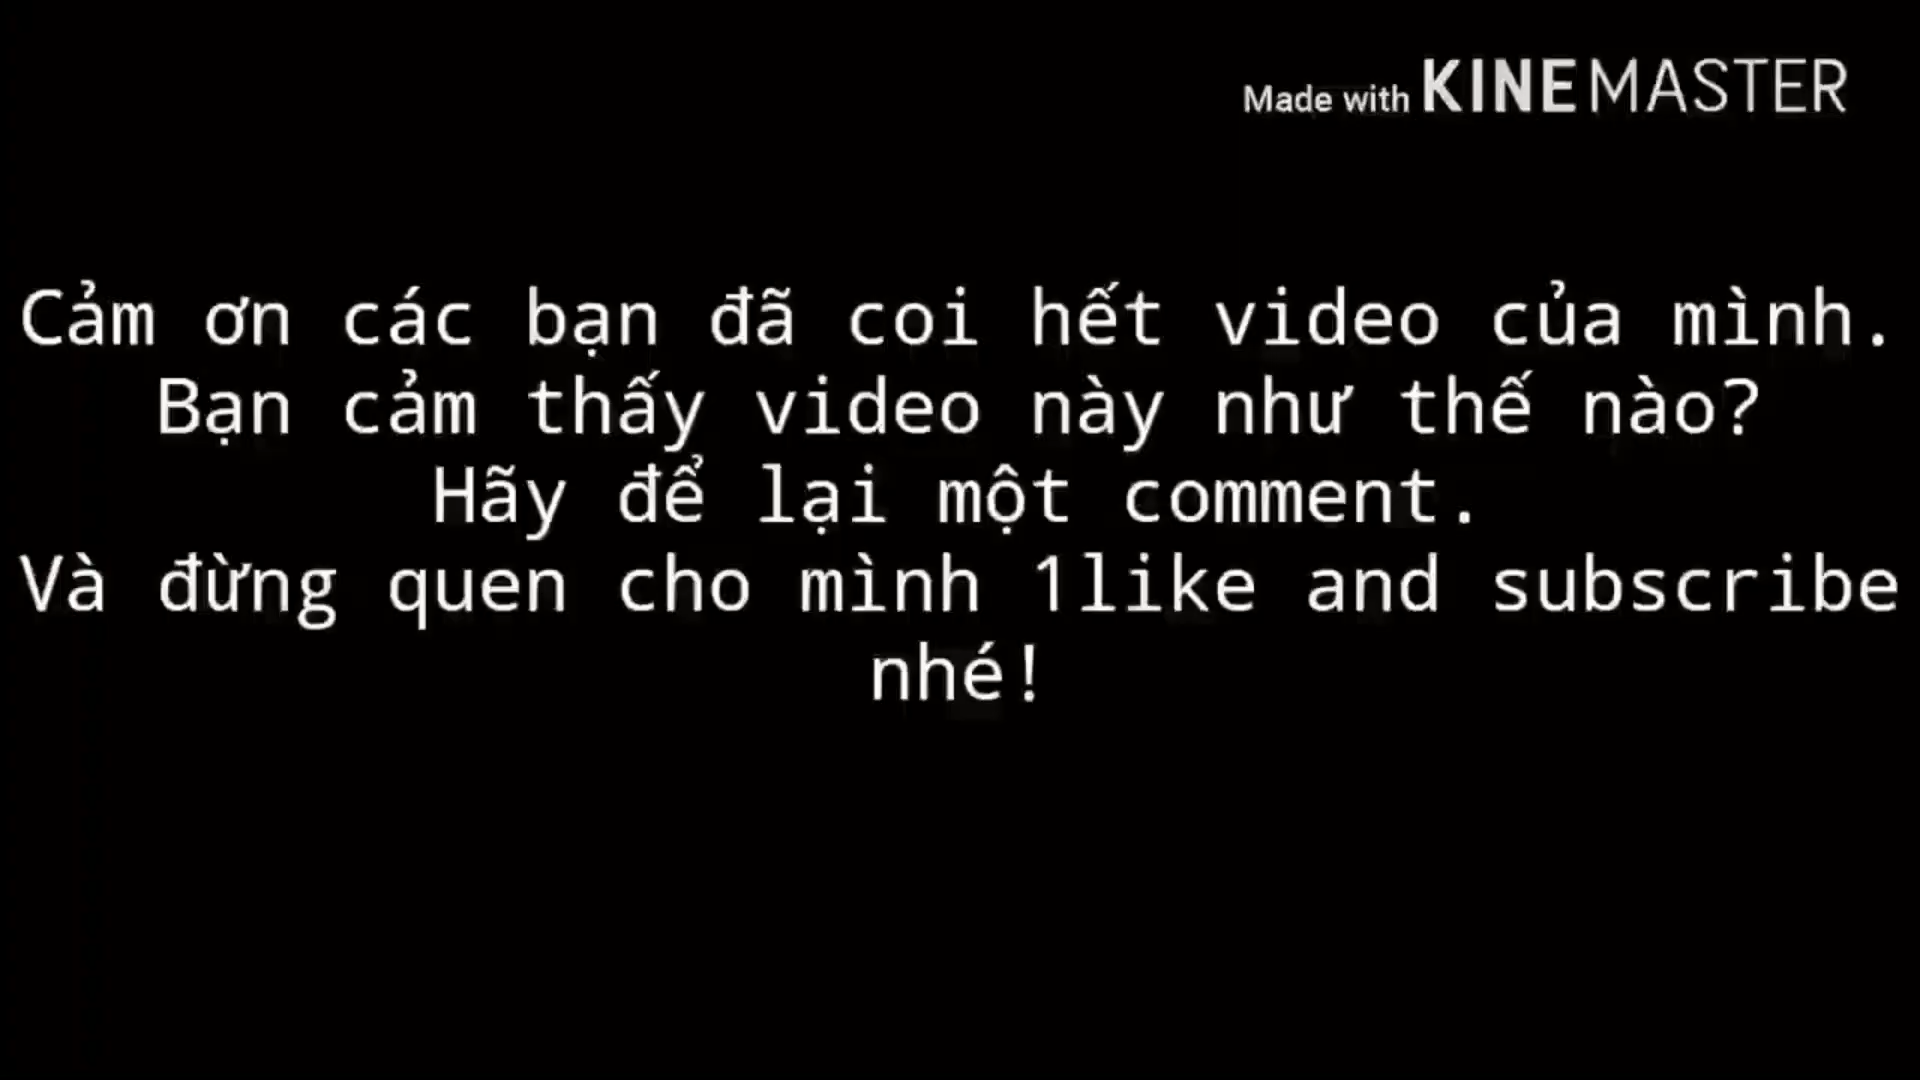 Made with KINEMASTER
Cảm ơn các bạn đã coi hết video của mình.
Bạn cảm thấy video này như thế nào?
Hãy để lại một comment.
Và đừng quen cho mình 1like and subscribe
nhé!